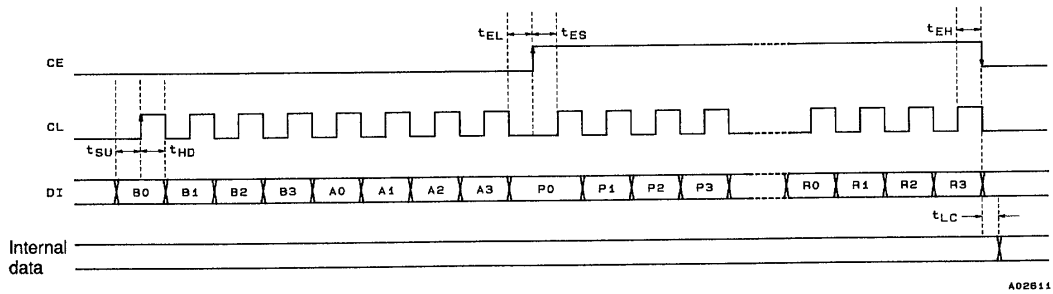 tEL tES tEH
CE
CL
tSU tHD
DI B0 B1 B2 B3 A0 A1 A2 A3 P0 P1 P2 P3 R0 R1 R2 R3
tLC
Internal
data
A02611